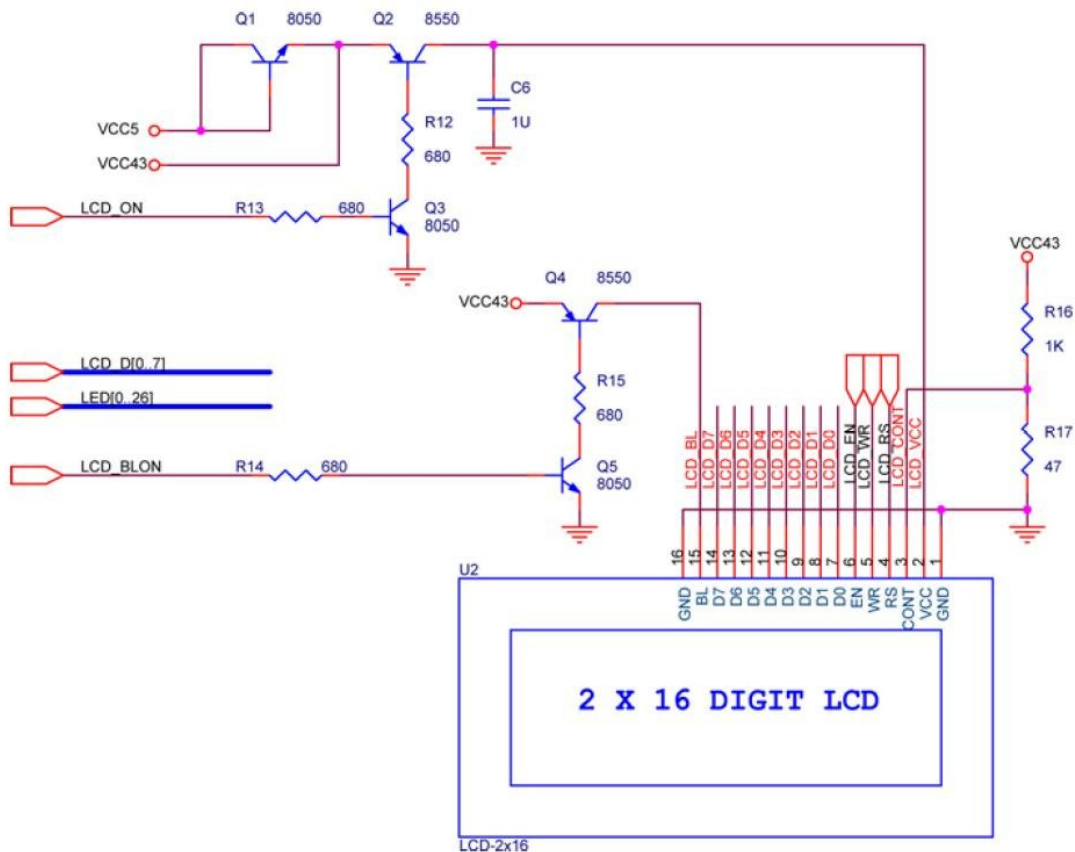 Q1 8050 Q2 8550
C6
1U
R12
680
VCC5
VCC43
LCD_ON
R13 680
Q3
8050
VCC43
Q4 8550
VCC43
R16
1K
LCD_D[0..7]
LED[0..26]
R15
680
R17
47
LCD_BLON
R14 680
Q5
8050
LCD_BL
LCD_D7
LCD_D6
LCD_D5
LCD_D4
LCD_D3
LCD_D2
LCD_D1
LCD_D0
LCD_EN
LCD_WR
LCD_RS
LCD_CONT
LCD_VCC
16 15 14 13 12 11 10 9 8 7 6 5 4 3 2 1
U2
GND BL D7 D6 D5 D4 D3 D2 D1 D0 EN WR RS CONT VCC GND
2 X 16 DIGIT LCD
LCD-2x16